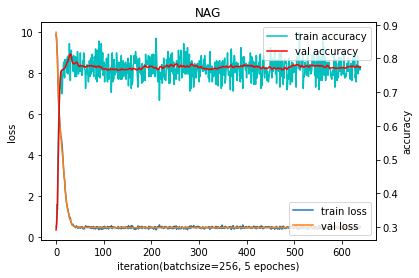 NAG
train accuracy
val accuracy
train loss
val loss
loss
accuracy
10
8
6
4
2
0
0.9
0.8
0.7
0.6
0.5
0.4
0.3
0 100 200 300 400 500 600
iteration(batchsize=256, 5 epoches)